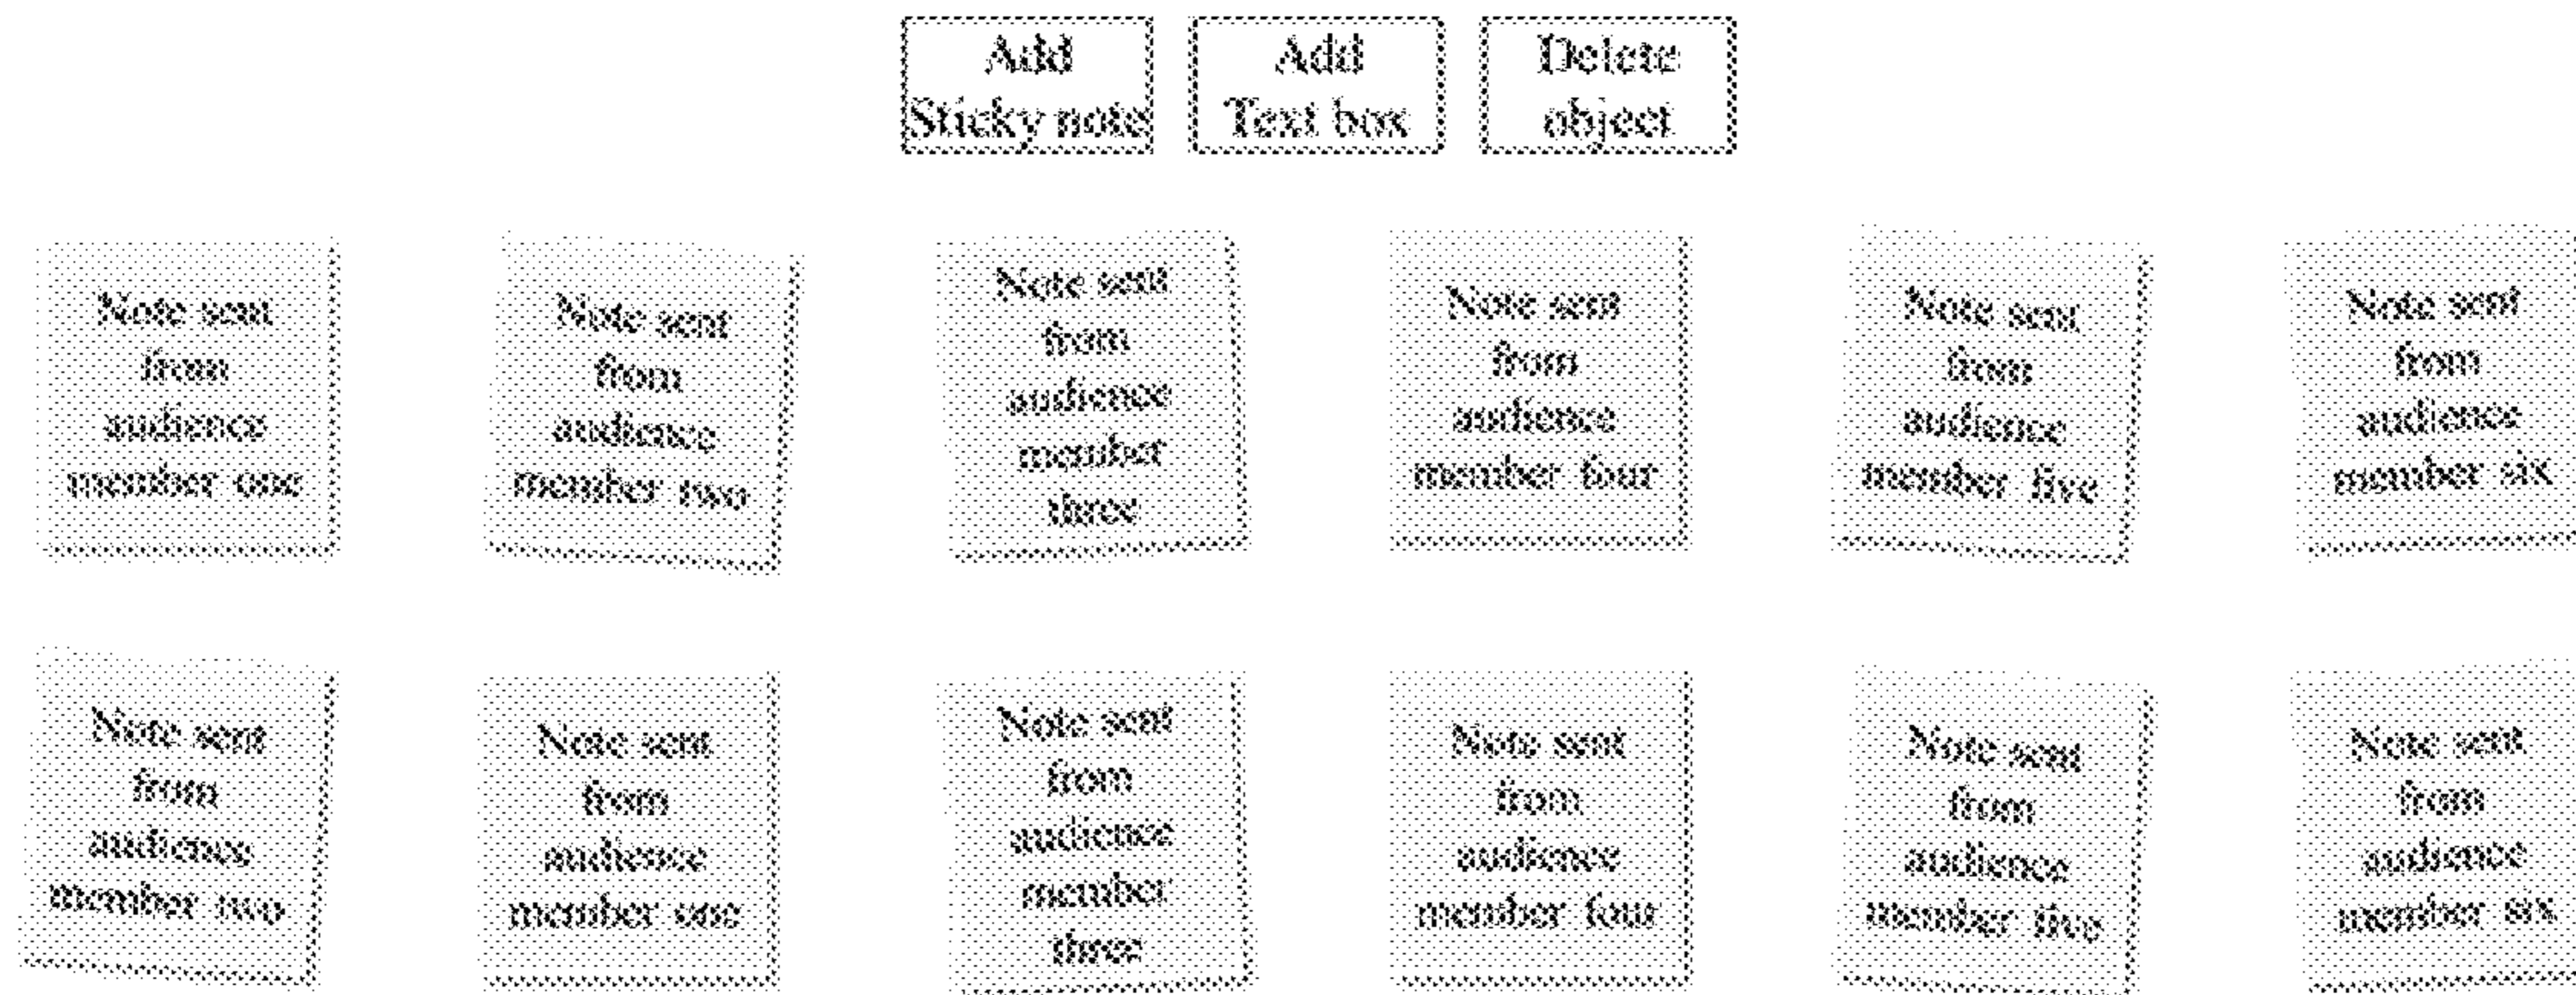 Add
Sticky note
Add
Text box
Delete
object
Note sent
from
audience
member one
Note sent
from
audience
member two
Note sent
from
audience
member
three
Note sent
from
audience
member four
Note sent
from
audience
member five
Note sent
from
audience
member six
Note sent
from
audience
member two
Note sent
from
audience
member one
Note sent
from
audience
member
three
Note sent
from
audience
member four
Note sent
from
audience
member five
Note sent
from
audience
member six